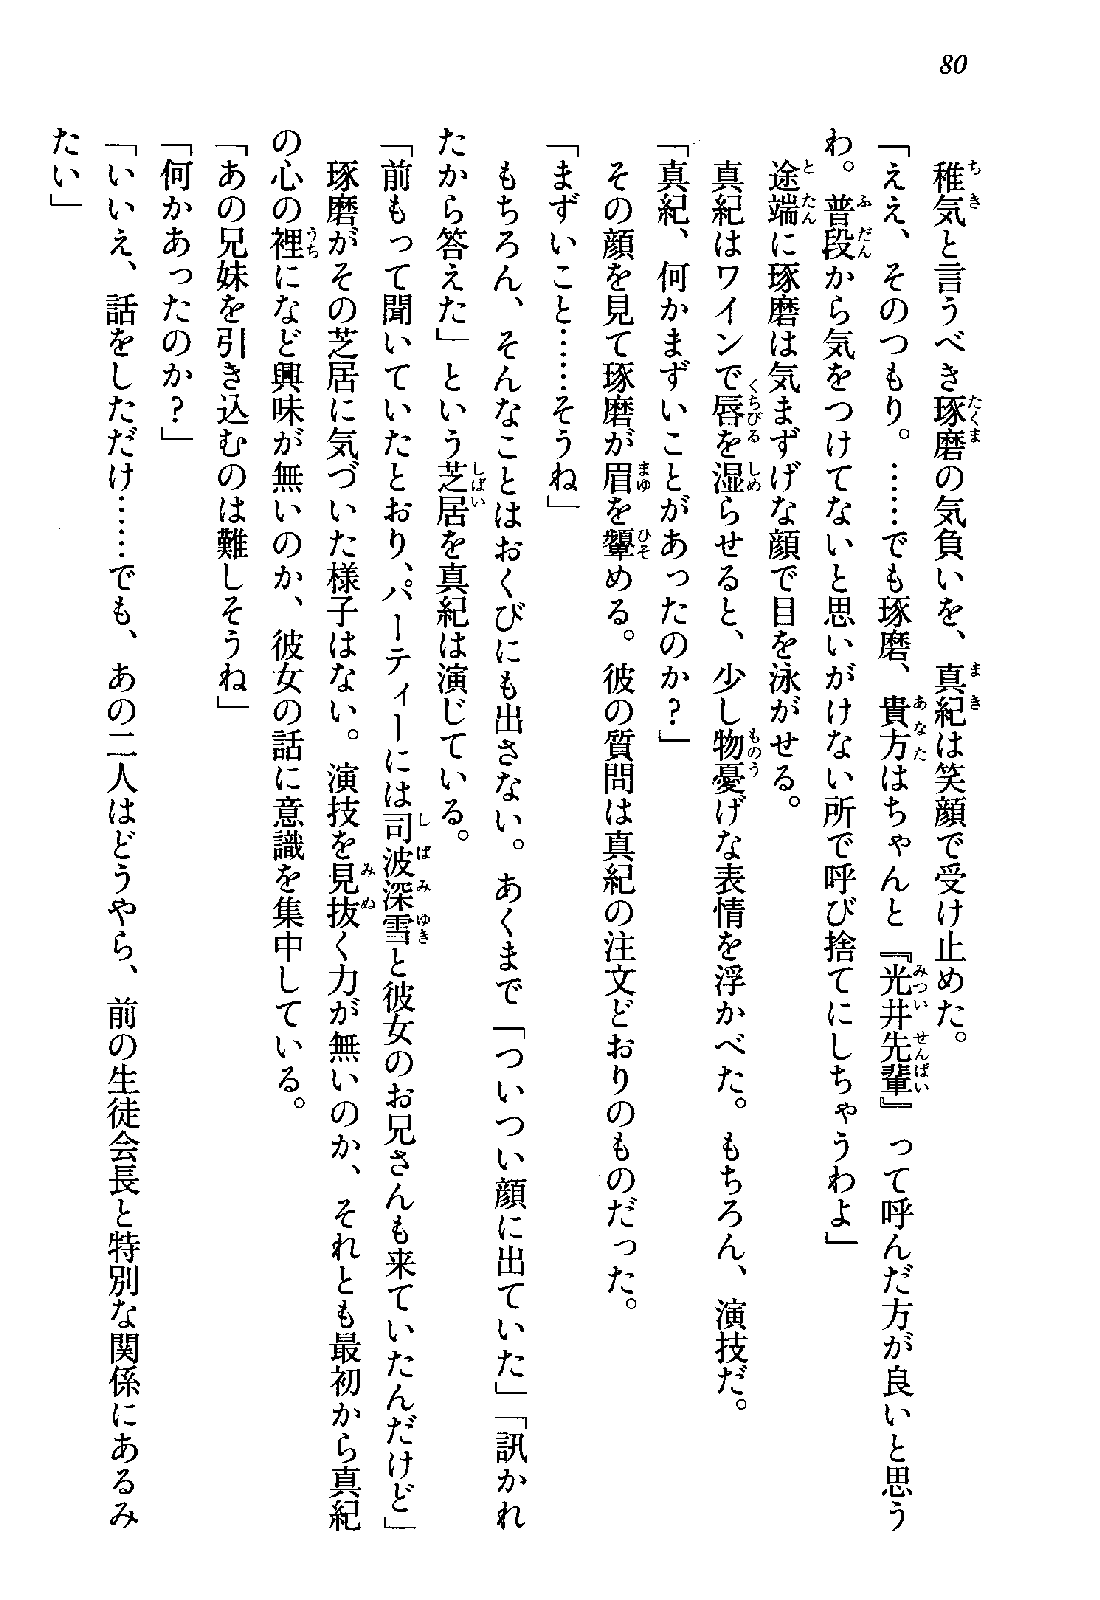 80
稚気と言うべき琢磨の気負いを、真紀は笑顔で受け止めた。
「ええ、そのつもり。……でも琢磨、貴方はちゃんと『光井先輩』って呼んだ方が良いと思う
わ。普段から気をつけてないと思いがけない所で呼び捨てにしちゃうわよ」
途端に琢磨は気まずげな顔で目を泳がせる。
真紀はワインで唇を湿らせると、少し物憂げな表情を浮かべた。もちろん、演技だ。
「真紀、何かまずいことがあったのか?」
その顔を見て琢磨が眉を顰める。彼の質問は真紀の注文どおりのものだった。
「まずいこと……そうね」
もちろん、そんなことはおくびにも出さない。あくまで「ついつい顔に出ていた」「訊かれ
たから答えた」という芝居を真紀は演じている。
「前もって聞いていたとおり、パーティーには司波深雪と彼女のお兄さんも来ていたんだけど」
琢磨がその芝居に気づいた様子はない。演技を見抜く力が無いのか、それとも最初から真紀
の心の裡になど興味が無いのか、彼女の話に意識を集中している。
「あの兄妹を引き込むのは難しそうね」
「何かあったのか?」
「いいえ、話をしただけ……でも、あの二人はどうやら、前の生徒会長と特別な関係にあるみ
たい」